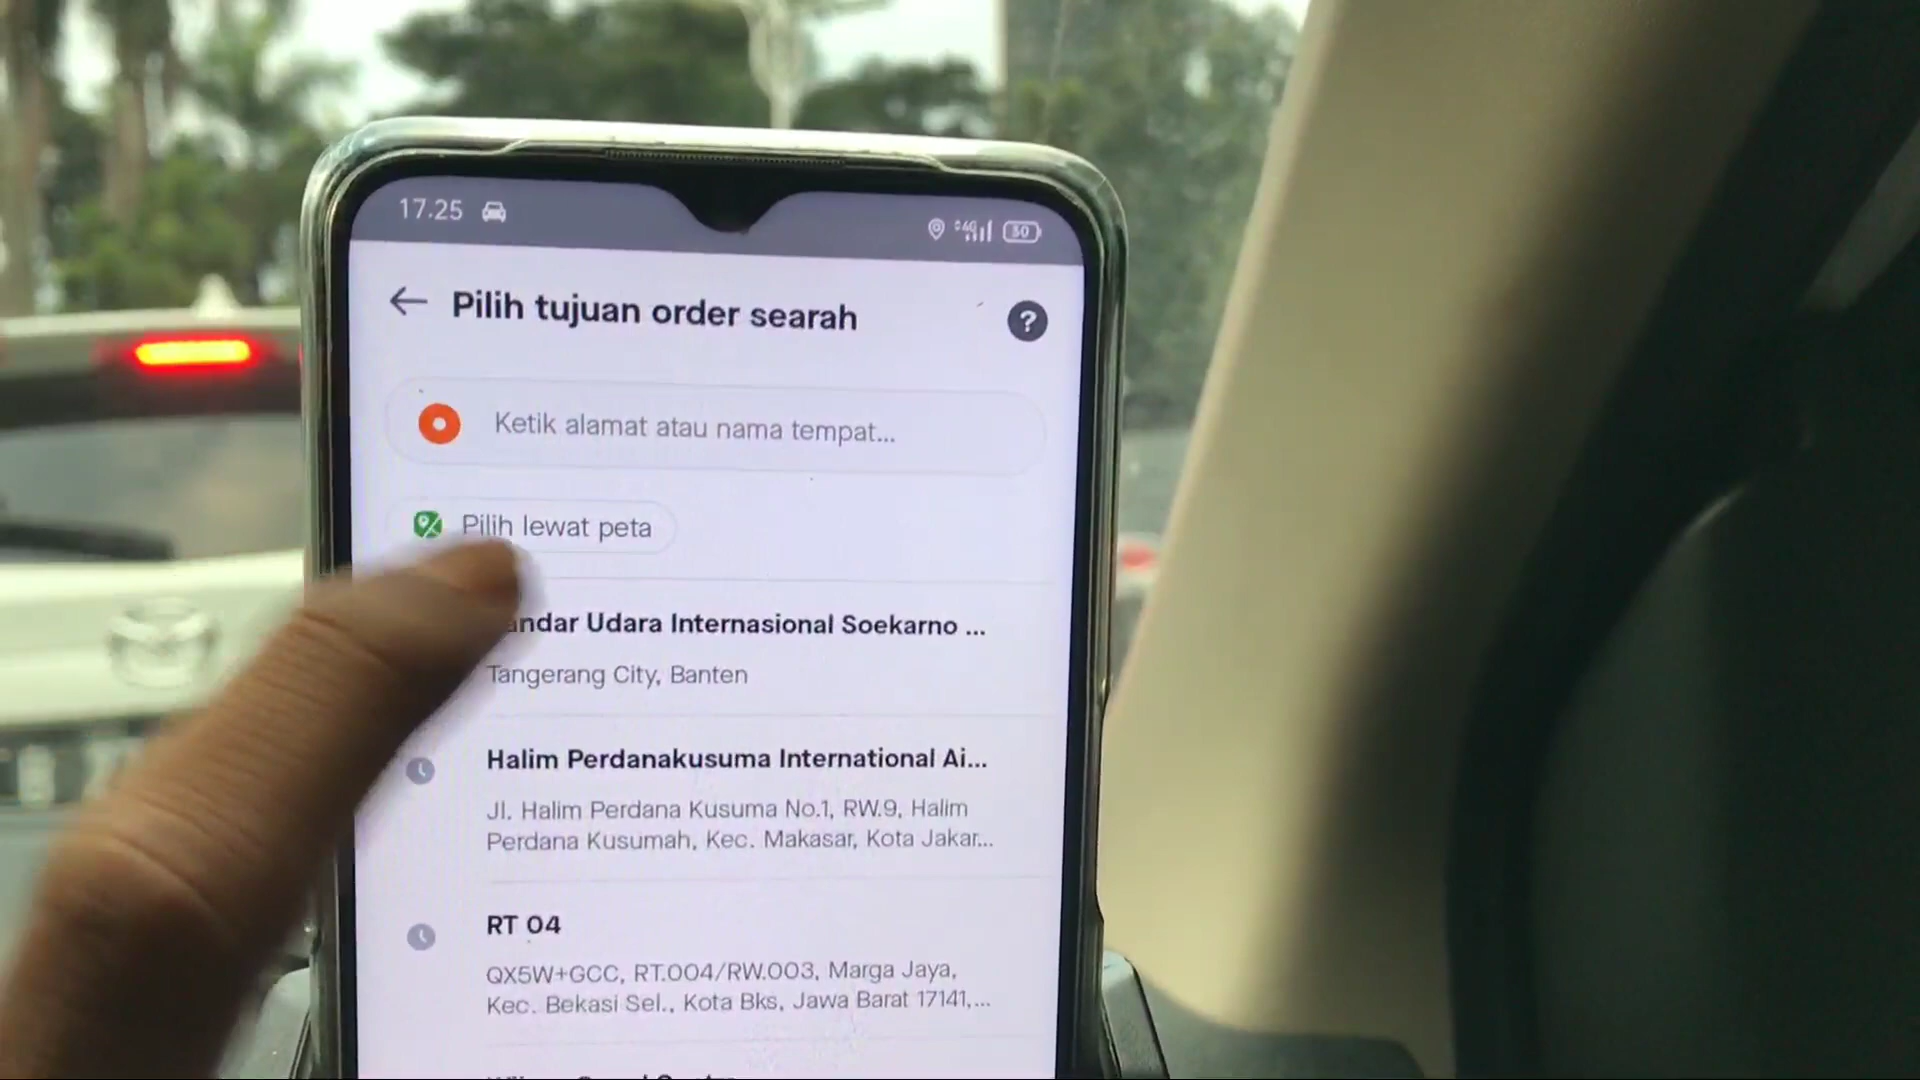 17.25
4G
50
Pilih tujuan order searah
?
Ketik alamat atau nama tempat...
Pilih lewat peta
andar Udara Internasional Soekarno ...
Tangerang City, Banten
Halim Perdanakusuma International Ai...
Jl. Halim Perdana Kusuma No.1, RW.9, Halim
Perdana Kusumah, Kec. Makasar, Kota Jakar...
RT 04
QX5W+GCC, RT.004/RW.003, Marga Jaya,
Kec. Bekasi Sel., Kota Bks, Jawa Barat 17141,...